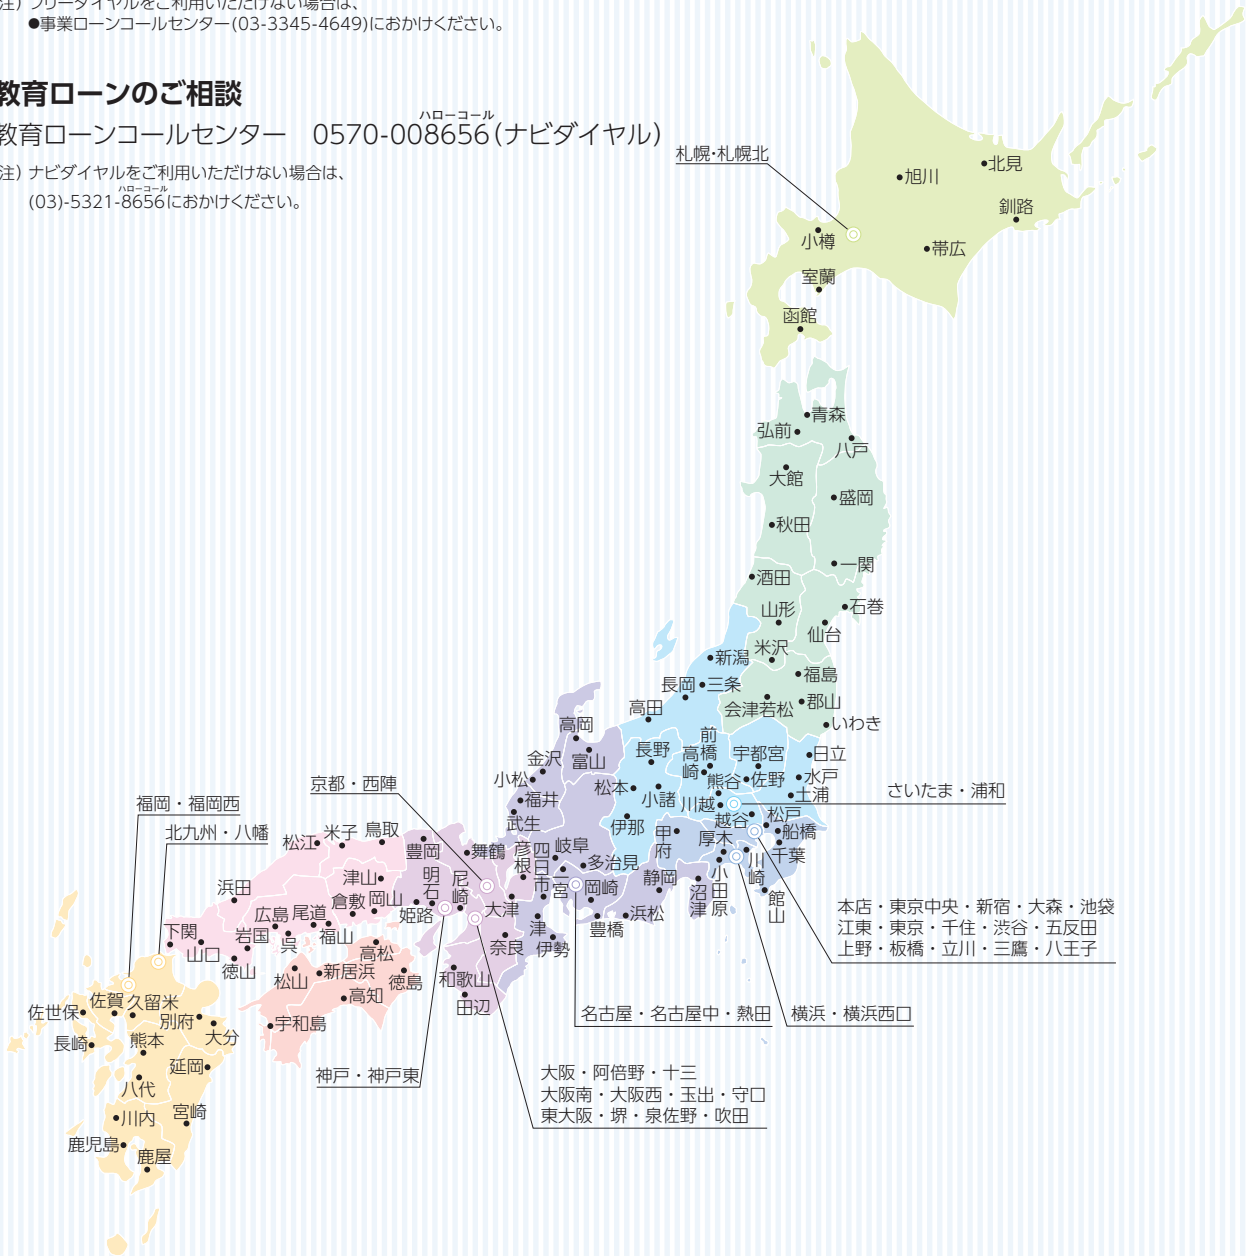 注）フリーダイヤルをご利用いただけない場合は、
●事業ローンコールセンター(03-3345-4649)におかけください。
教育ローンのご相談
ハローコール
教育ローンコールセンター　0570-008656（ナビダイヤル）
注）ナビダイヤルをご利用いただけない場合は、
ハローコール
(03)-5321-8656におかけください。
札幌・札幌北
北見
旭川
釧路
小樽
帯広
室蘭
函館
青森
弘前
八戸
大館
盛岡
秋田
一関
酒田
石巻
山形
仙台
米沢
新潟
福島
長岡
三条
郡山
会津若松
高田
いわき
高岡
富山
金沢
小松
長野
前橋
高崎
宇都宮
日立
水戸
佐野
熊谷
土浦
松本
小諸
川越
さいたま・浦和
京都・西陣
福井
武生
伊那
甲府
越谷
松戸
船橋
千葉
厚木
川崎
小田原
館山
福岡・福岡西
北九州・八幡
松江
米子
鳥取
豊岡
舞鶴
彦根
四日市
岐阜
一宮
多治見
岡崎
静岡
沼津
浜松
豊橋
津山
明石
尼崎
浜田
倉敷
岡山
姫路
大津
広島
尾道
福山
津
伊勢
奈良
下関
山口
岩国
呉
徳山
高松
松山
新居浜
徳島
和歌山
田辺
高知
宇和島
本店・東京中央・新宿・大森・池袋
江東・東京・千住・渋谷・五反田
上野・板橋・立川・三鷹・八王子
名古屋・名古屋中・熱田
横浜・横浜西口
佐世保
佐賀
久留米
別府
大分
長崎
熊本
延岡
八代
川内
宮崎
鹿児島
鹿屋
神戸・神戸東
大阪・阿倍野・十三
大阪南・大阪西・玉出・守口
東大阪・堺・泉佐野・吹田